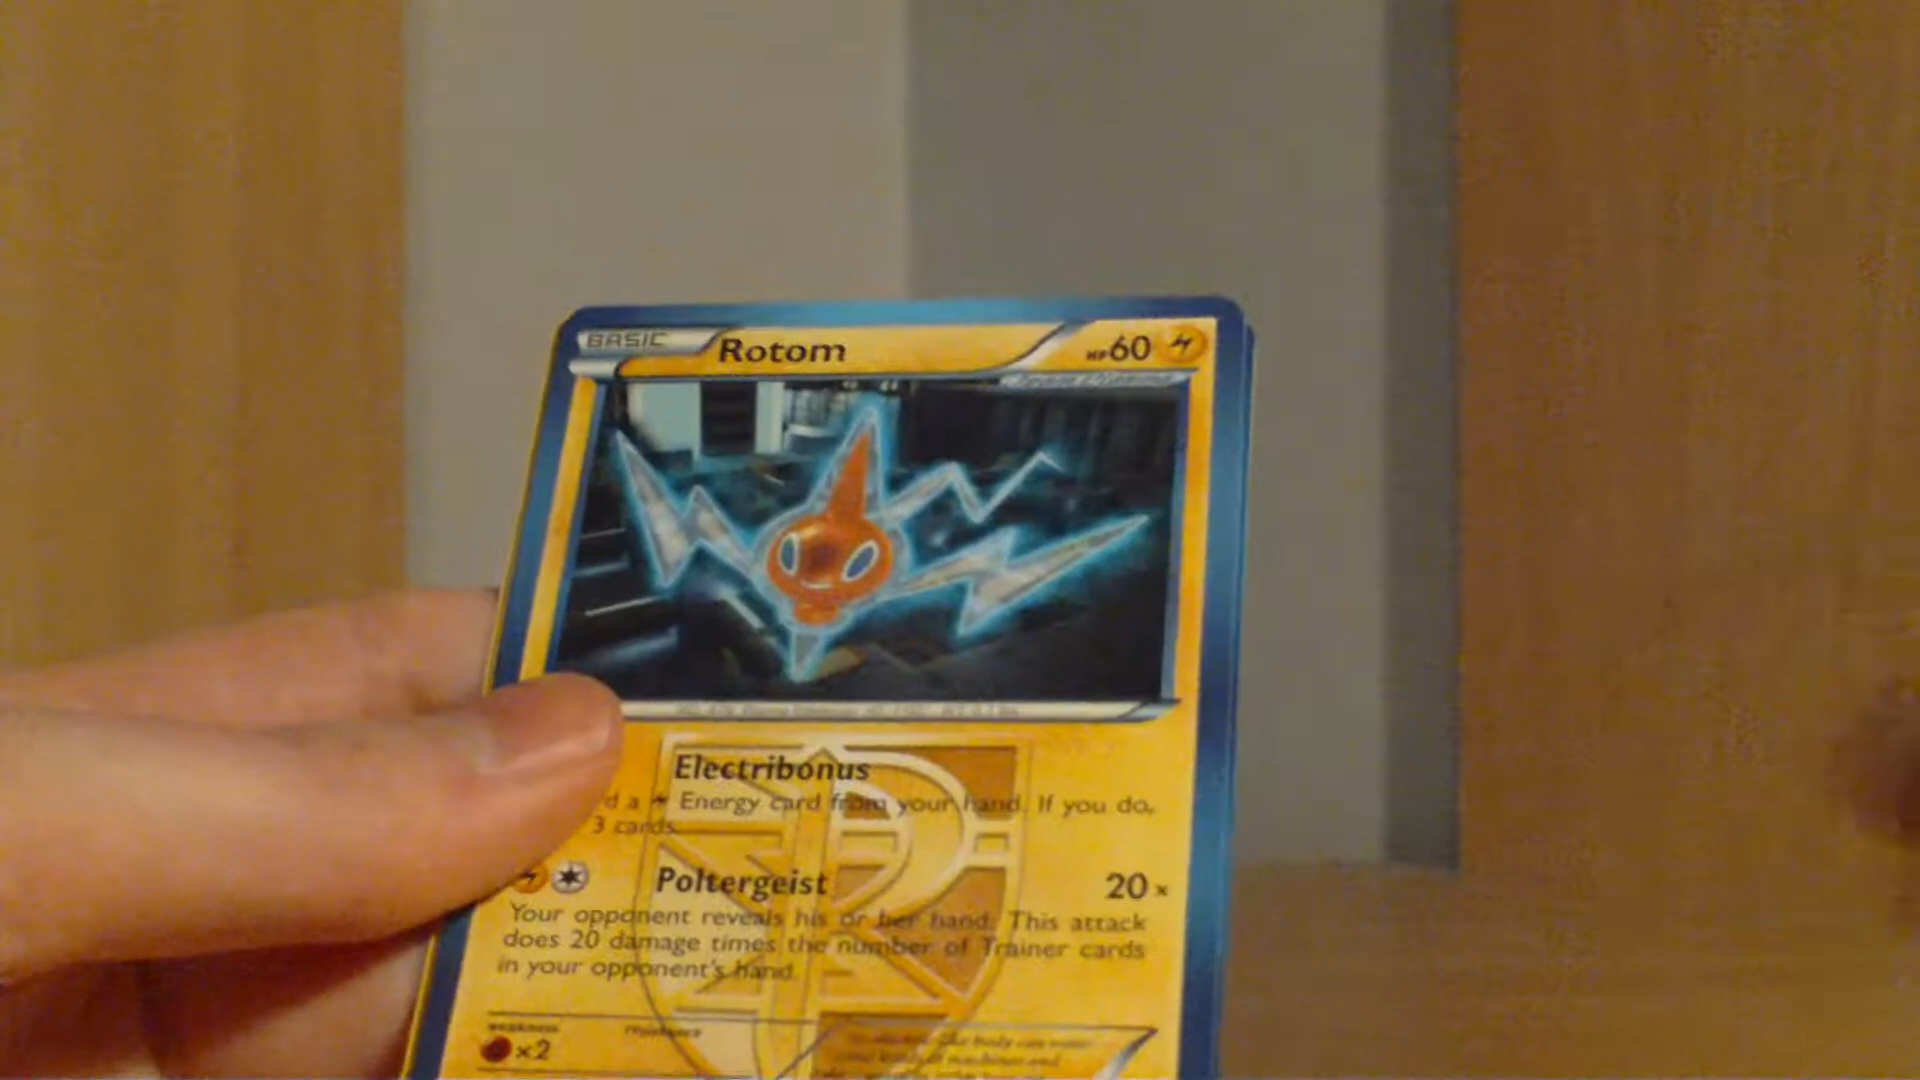 BASIC Rotom HP60
Electribonus
d a Energy card from your hand. If you do,
3 cards.
Poltergeist 20x
Your opponent reveals his or her hand. This attack
does 20 damage times the number of Trainer cards
in your opponent's hand.
weakness resistance
x2